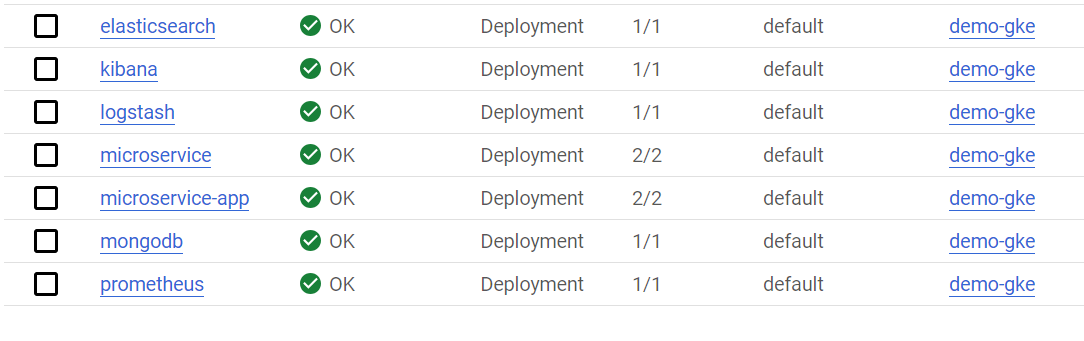 elasticsearch OK Deployment 1/1 default demo-gke
kibana OK Deployment 1/1 default demo-gke
logstash OK Deployment 1/1 default demo-gke
microservice OK Deployment 2/2 default demo-gke
microservice-app OK Deployment 2/2 default demo-gke
mongodb OK Deployment 1/1 default demo-gke
prometheus OK Deployment 1/1 default demo-gke